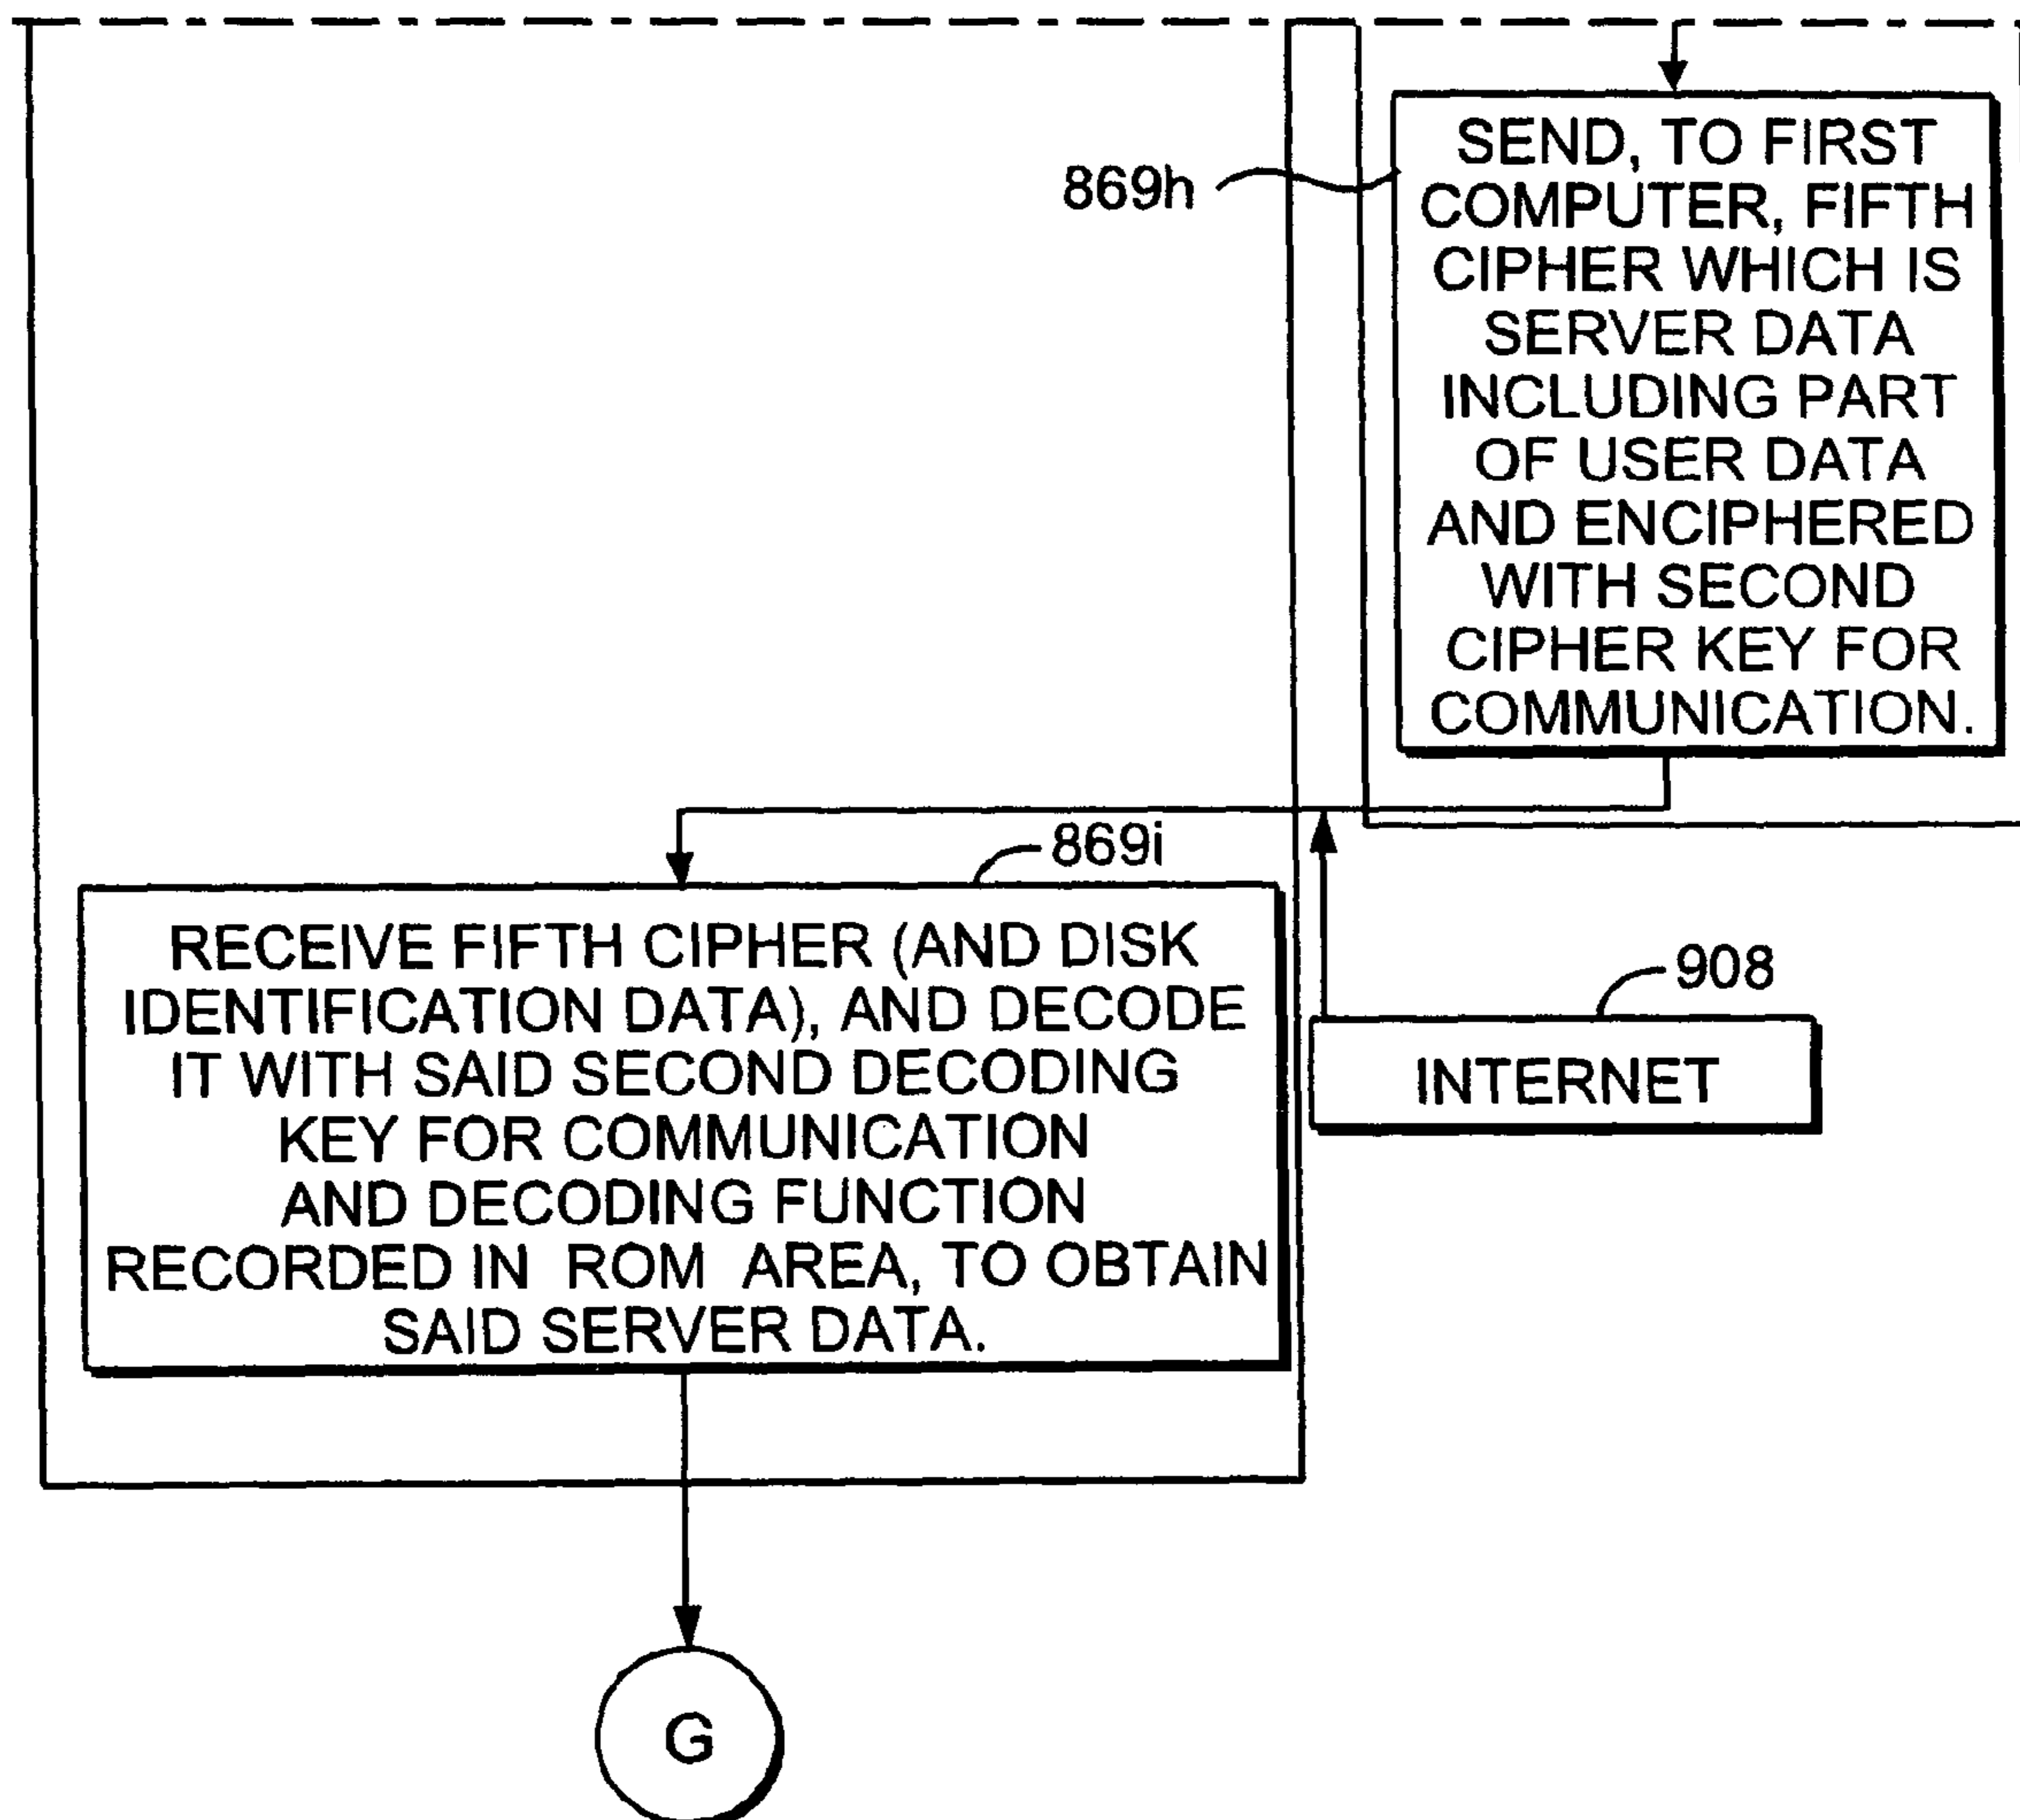 869h
SEND, TO FIRST
COMPUTER, FIFTH
CIPHER WHICH IS
SERVER DATA
INCLUDING PART
OF USER DATA
AND ENCIPHERED
WITH SECOND
CIPHER KEY FOR
COMMUNICATION.
869i
RECEIVE FIFTH CIPHER (AND DISK
IDENTIFICATION DATA), AND DECODE
IT WITH SAID SECOND DECODING
KEY FOR COMMUNICATION
AND DECODING FUNCTION
RECORDED IN ROM AREA, TO OBTAIN
SAID SERVER DATA.
908
INTERNET
G